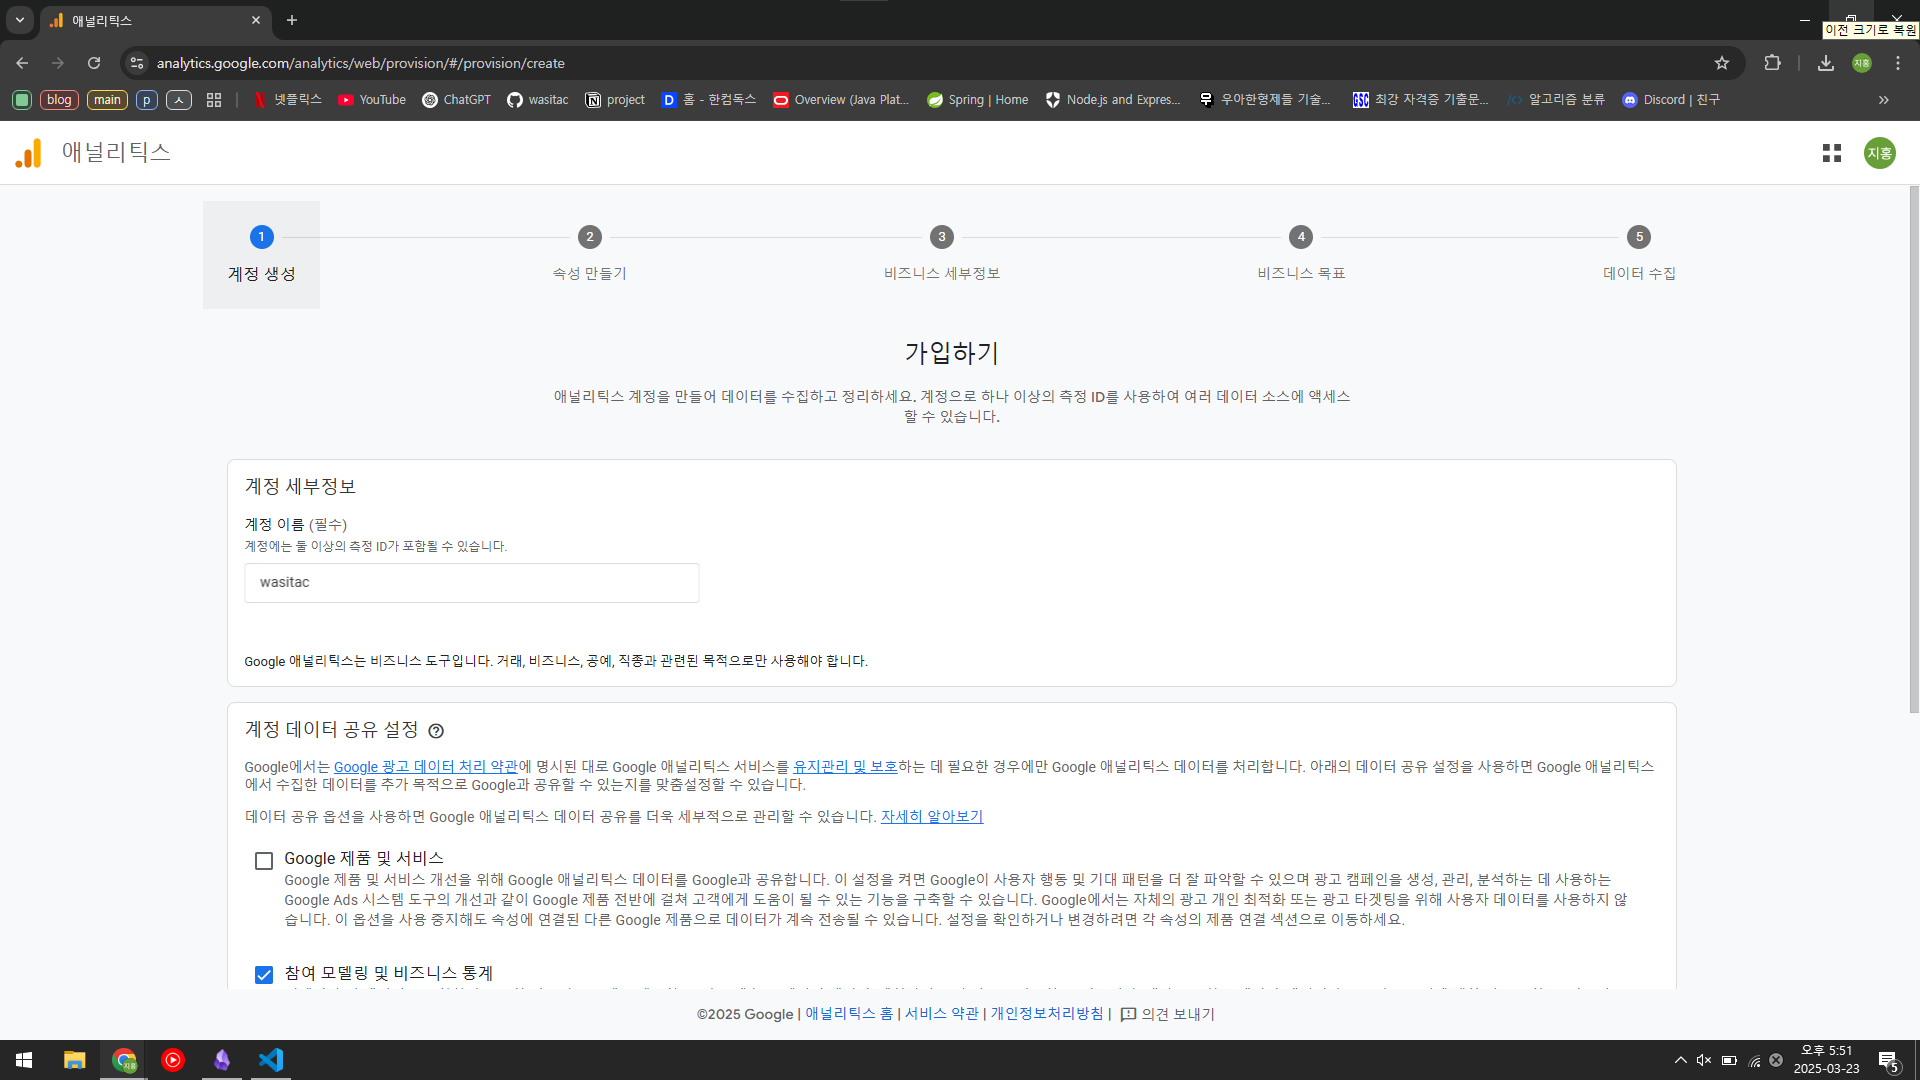 애널리틱스
이전 크기로 복원
analytics.google.com/analytics/web/provision/#/provision/create
지홍
blog main p ㅅ 넷플릭스 YouTube ChatGPT wasitac project 홈 - 한컴독스 Overview (Java Plat... Spring | Home Node.js and Expres... 우아한형제들 기술... 최강 자격증 기출문... 알고리즘 분류 Discord | 친구 »
애널리틱스
지홍
1 2 3 4 5
계정 생성 속성 만들기 비즈니스 세부정보 비즈니스 목표 데이터 수집
가입하기
애널리틱스 계정을 만들어 데이터를 수집하고 정리하세요. 계정으로 하나 이상의 측정 ID를 사용하여 여러 데이터 소스에 액세스
할 수 있습니다.
계정 세부정보
계정 이름 (필수)
계정에는 둘 이상의 측정 ID가 포함될 수 있습니다.
wasitac
Google 애널리틱스는 비즈니스 도구입니다. 거래, 비즈니스, 공예, 직종과 관련된 목적으로만 사용해야 합니다.
계정 데이터 공유 설정
Google에서는 Google 광고 데이터 처리 약관에 명시된 대로 Google 애널리틱스 서비스를 유지관리 및 보호하는 데 필요한 경우에만 Google 애널리틱스 데이터를 처리합니다. 아래의 데이터 공유 설정을 사용하면 Google 애널리틱스
에서 수집한 데이터를 추가 목적으로 Google과 공유할 수 있는지를 맞춤설정할 수 있습니다.
데이터 공유 옵션을 사용하면 Google 애널리틱스 데이터 공유를 더욱 세부적으로 관리할 수 있습니다. 자세히 알아보기
Google 제품 및 서비스
Google 제품 및 서비스 개선을 위해 Google 애널리틱스 데이터를 Google과 공유합니다. 이 설정을 켜면 Google이 사용자 행동 및 기대 패턴을 더 잘 파악할 수 있으며 광고 캠페인을 생성, 관리, 분석하는 데 사용하는
Google Ads 시스템 도구의 개선과 같이 Google 제품 전반에 걸쳐 고객에게 도움이 될 수 있는 기능을 구축할 수 있습니다. Google에서는 자체의 광고 개인 최적화 또는 광고 타겟팅을 위해 사용자 데이터를 사용하지 않
습니다. 이 옵션을 사용 중지해도 속성에 연결된 다른 Google 제품으로 데이터가 계속 전송될 수 있습니다. 설정을 확인하거나 변경하려면 각 속성의 제품 연결 섹션으로 이동하세요.
참여 모델링 및 비즈니스 통계
©2025 Google | 애널리틱스 홈 | 서비스 약관 | 개인정보처리방침 | 의견 보내기
오후 5:51
2025-03-23
5